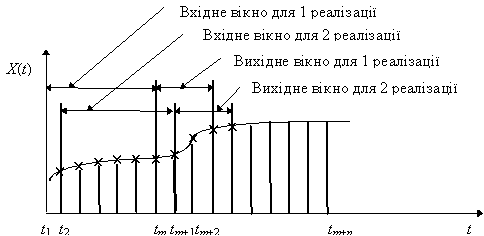 Вхідне вікно для 1 реалізації
Вхідне вікно для 2 реалізації
Вихідне вікно для 1 реалізації
Вихідне вікно для 2 реалізації
X(t)
t1 t2 tm tm+1 tm+2 tm+n t